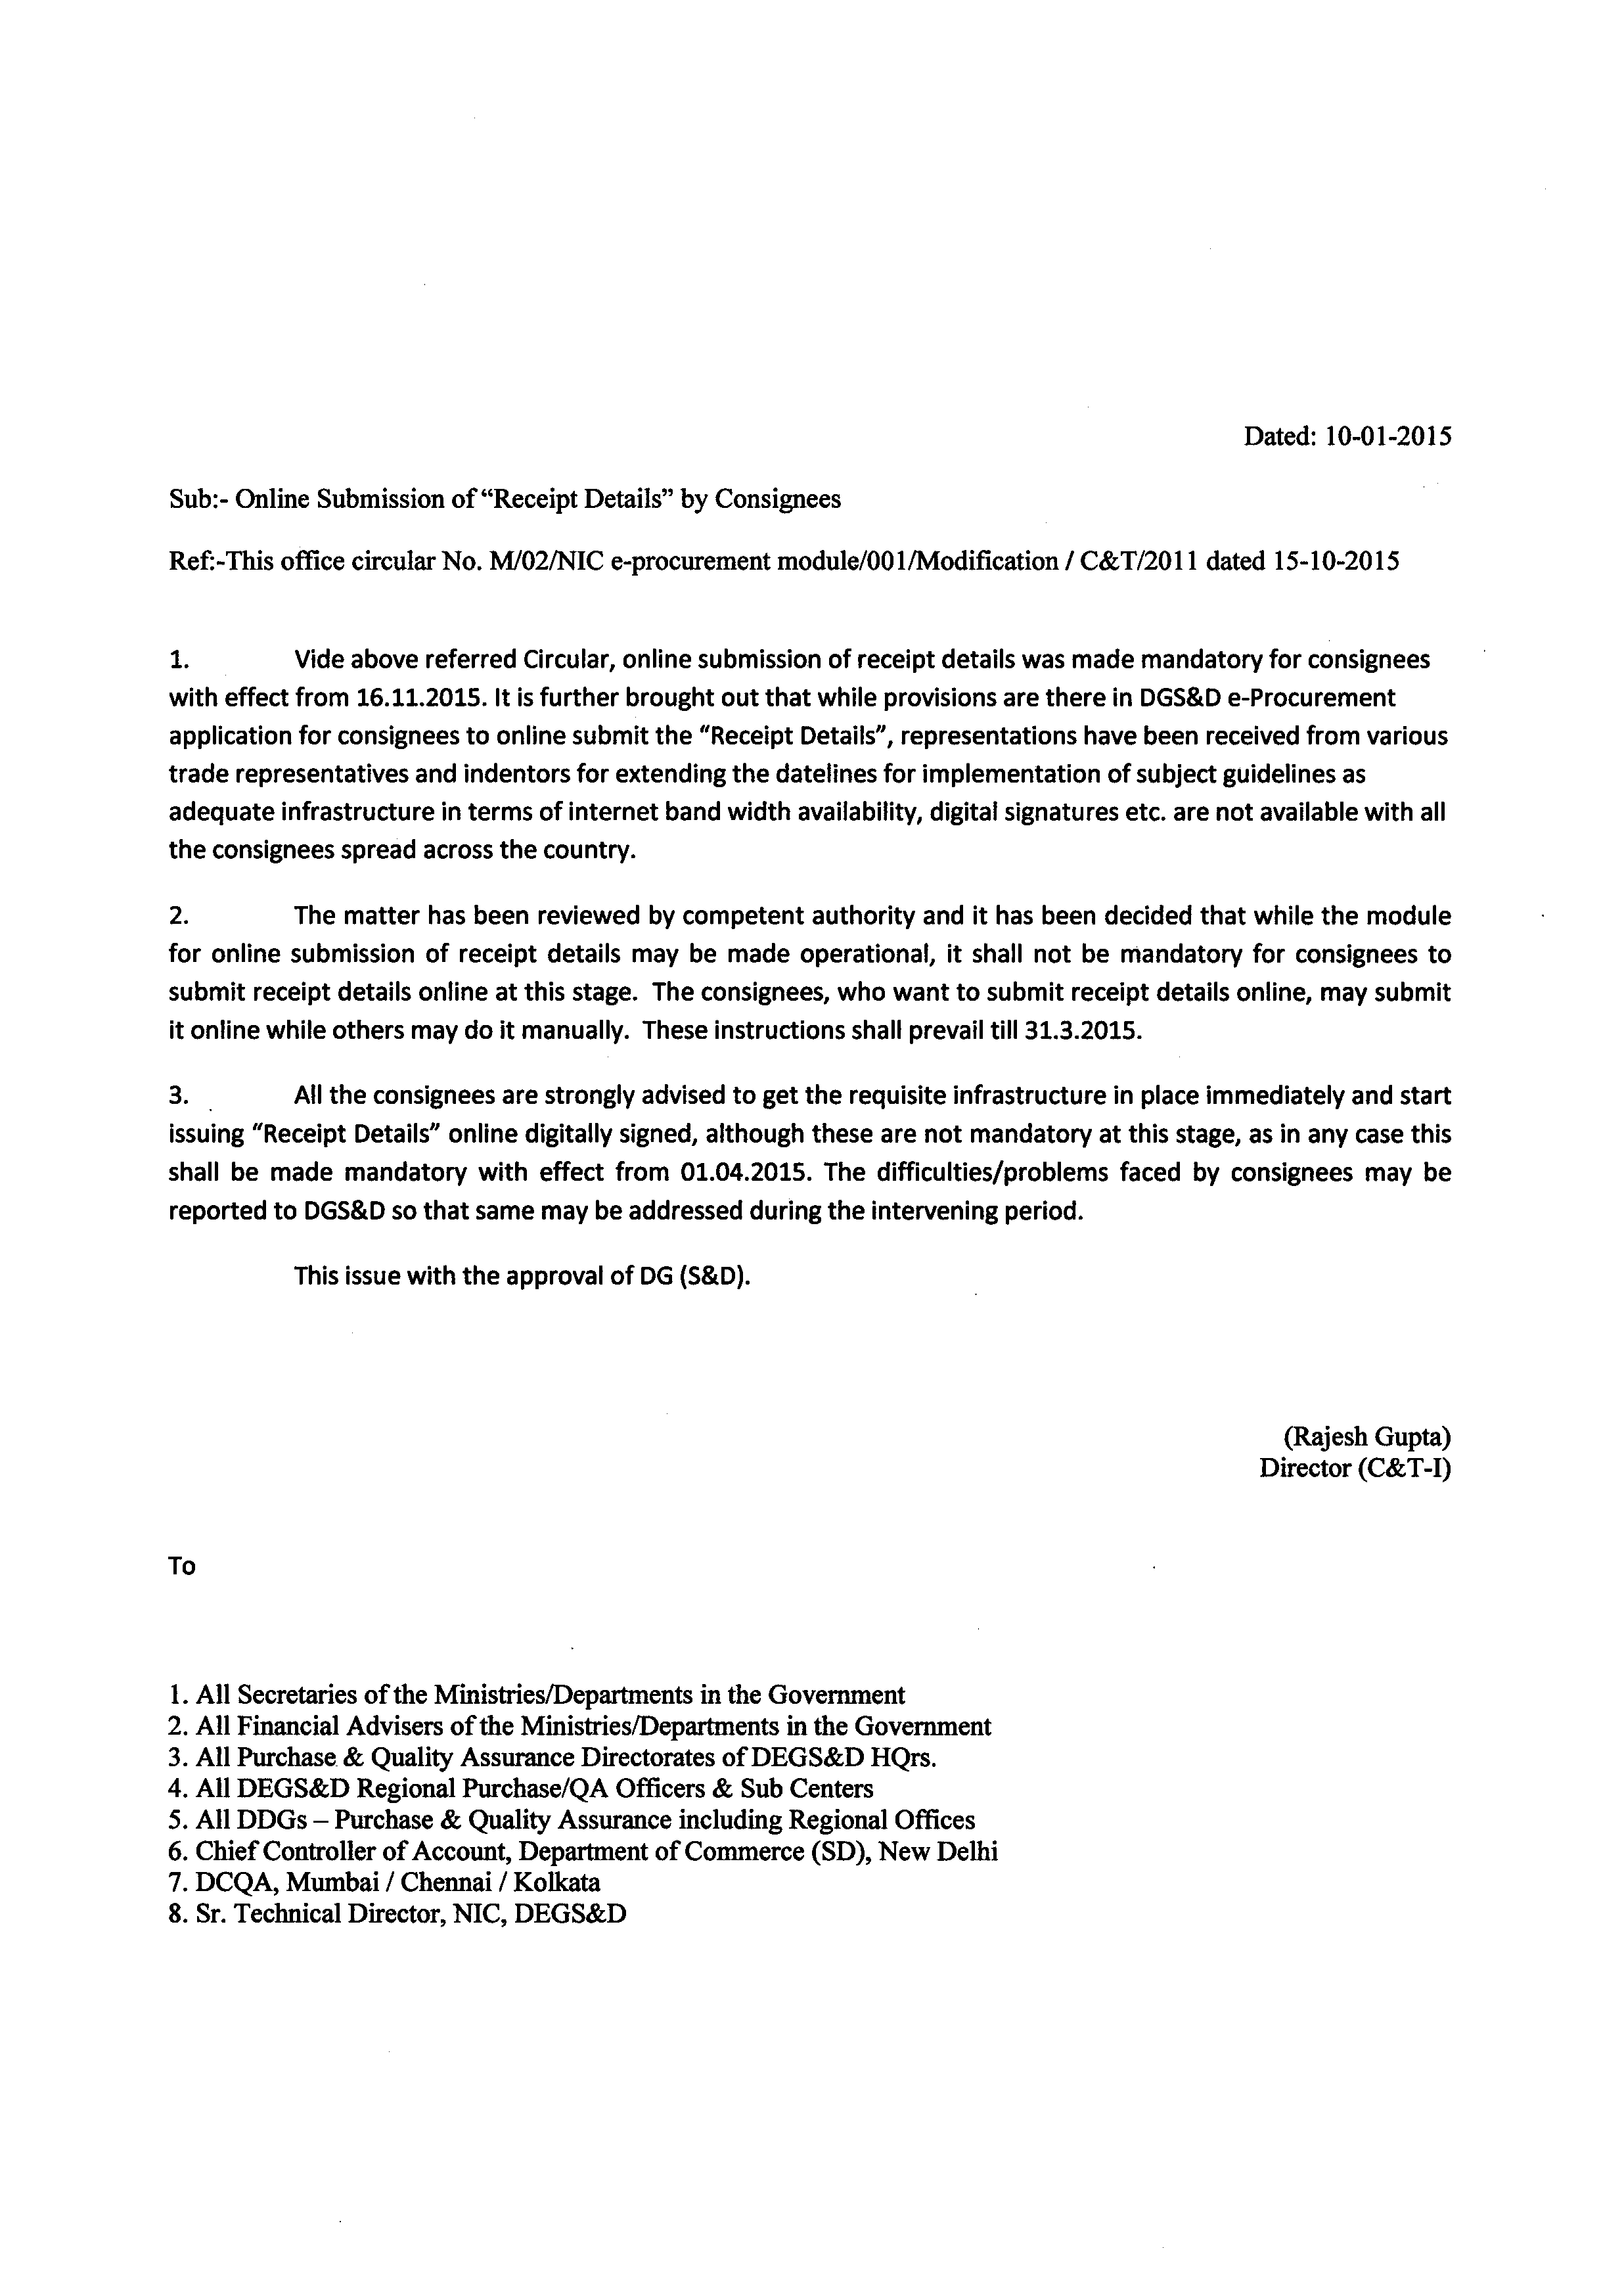 Dated: 10-01-2015
Sub:- Online Submission of “Receipt Details” by Consignees
Ref:-This office circular No. M/02/NIC e-procurement module/001/Modification / C&T/2011 dated 15-10-2015
1. Vide above referred Circular, online submission of receipt details was made mandatory for consignees
with effect from 16.11.2015. It is further brought out that while provisions are there in DGS&D e-Procurement
application for consignees to online submit the “Receipt Details”, representations have been received from various
trade representatives and indentors for extending the datelines for implementation of subject guidelines as
adequate infrastructure in terms of internet band width availability, digital signatures etc. are not available with all
the consignees spread across the country.
2. The matter has been reviewed by competent authority and it has been decided that while the module
for online submission of receipt details may be made operational, it shall not be mandatory for consignees to
submit receipt details online at this stage. The consignees, who want to submit receipt details online, may submit
it online while others may do it manually. These instructions shall prevail till 31.3.2015.
3. All the consignees are strongly advised to get the requisite infrastructure in place immediately and start
issuing “Receipt Details” online digitally signed, although these are not mandatory at this stage, as in any case this
shall be made mandatory with effect from 01.04.2015. The difficulties/problems faced by consignees may be
reported to DGS&D so that same may be addressed during the intervening period.
This issue with the approval of DG (S&D).
(Rajesh Gupta)
Director (C&T-I)
To
1. All Secretaries of the Ministries/Departments in the Government
2. All Financial Advisers of the Ministries/Departments in the Government
3. All Purchase & Quality Assurance Directorates of DEGS&D HQrs.
4. All DEGS&D Regional Purchase/QA Officers & Sub Centers
5. All DDGs – Purchase & Quality Assurance including Regional Offices
6. Chief Controller of Account, Department of Commerce (SD), New Delhi
7. DCQA, Mumbai / Chennai / Kolkata
8. Sr. Technical Director, NIC, DEGS&D